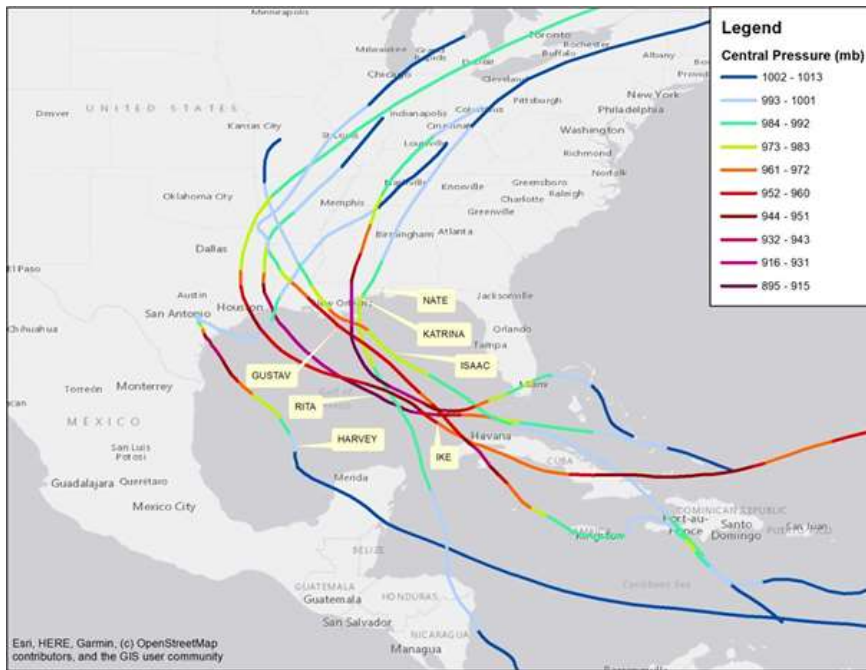 Minneapolis
Toronto
Rochester
Milwaukee
Grand
Rapids
Detroit
Buffalo
Albany
Chicago
Cleveland
New York
Pittsburgh
Philadelphia
Denver
UNITED STATES
Indianapolis
Columbus
Cincinnati
Washington
Kansas City
St Louis
Louisville
Richmond
Norfolk
Nashville
Knoxville
Greensboro
Raleigh
Oklahoma City
Memphis
Charlotte
Greenville
Birmingham
Atlanta
Dallas
El Paso
Austin
Houston
San Antonio
New Orleans
Jacksonville
Chihuahua
Orlando
Tampa
Miami
Torreón
Monterrey
MÉXICO
San Luis
Potosi
Havana
CUBA
Guadalajara
Querétaro
Mexico City
Merida
Kingston
Port-au-
Prince
DOMINICAN REPUBLIC
Santo
Domingo
San Juan
BELIZE
Caribbean Sea
GUATEMALA
Guatemala
HONDURAS
San Salvador
NICARAGUA
Managua
Barranquilla
NATE
KATRINA
ISAAC
GUSTAV
RITA
HARVEY
IKE
Legend
Central Pressure (mb)
1002 - 1013
993 - 1001
984 - 992
973 - 983
961 - 972
952 - 960
944 - 951
932 - 943
916 - 931
895 - 915
Esri, HERE, Garmin, (c) OpenStreetMap
contributors, and the GIS user community